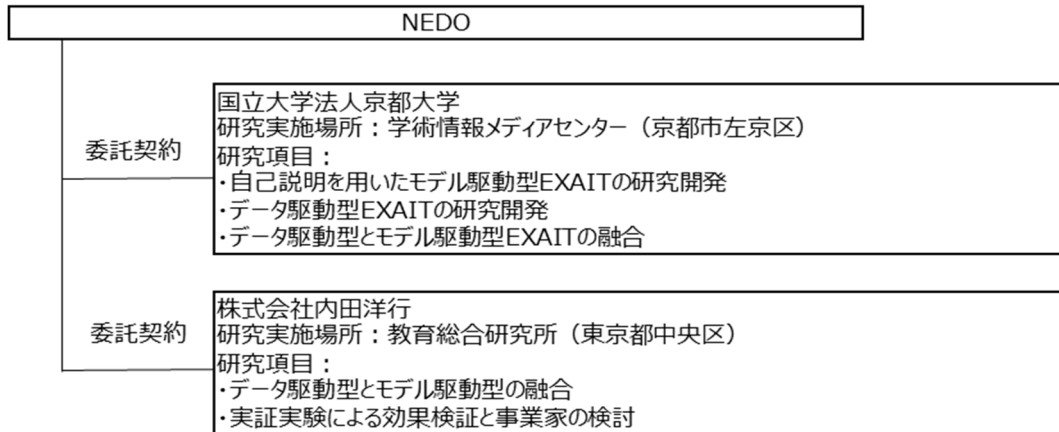 NEDO
委託契約
国立大学法人京都大学
研究実施場所：学術情報メディアセンター（京都市左京区）
研究項目：
・自己説明を用いたモデル駆動型EXAITの研究開発
・データ駆動型EXAITの研究開発
・データ駆動型とモデル駆動型EXAITの融合
委託契約
株式会社内田洋行
研究実施場所：教育総合研究所（東京都中央区）
研究項目：
・データ駆動型とモデル駆動型の融合
・実証実験による効果検証と事業家の検討